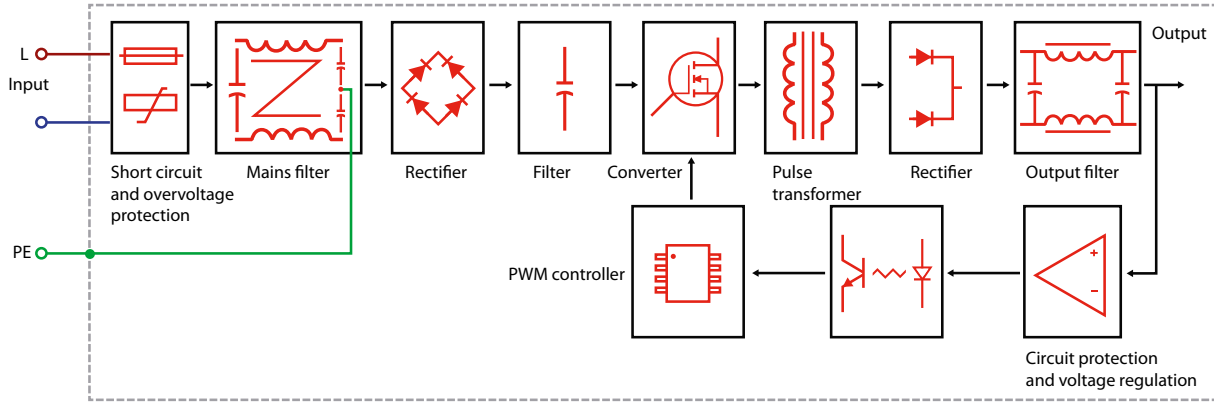 L
Input
PE
Output
Short circuit
and overvoltage
protection
Mains filter
Rectifier
Filter
Converter
Pulse
transformer
Rectifier
Output filter
PWM controller
+
−
Circuit protection
and voltage regulation